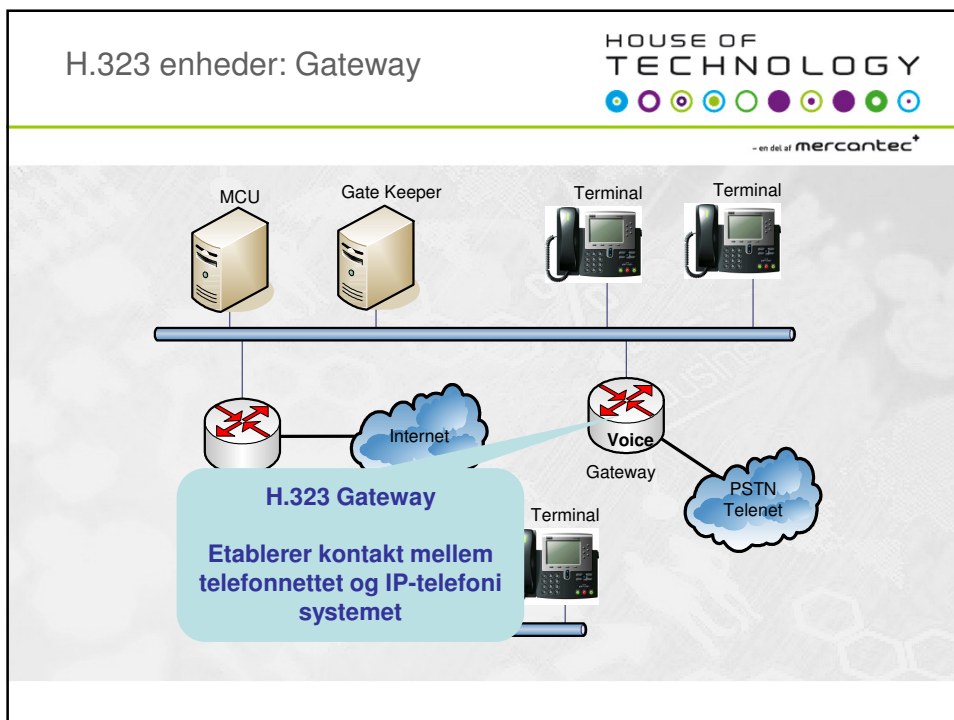 H.323 enheder: Gateway
HOUSE OF
TECHNOLOGY
- en del af mercantec+
MCU
Gate Keeper
Terminal
Terminal
Internet
Voice
Gateway
PSTN
Telenet
H.323 Gateway
Etablerer kontakt mellem
telefonnettet og IP-telefoni
systemet
Terminal